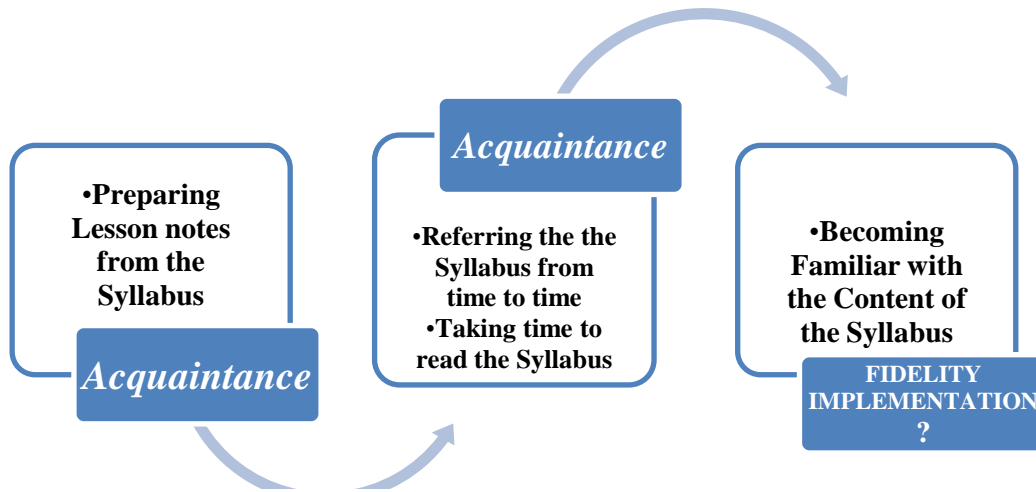 •Preparing
Lesson notes
from the
Syllabus
Acquaintance
Acquaintance
•Referring the the
Syllabus from
time to time
•Taking time to
read the Syllabus
•Becoming
Familiar with
the Content of
the Syllabus
FIDELITY
IMPLEMENTATION
?